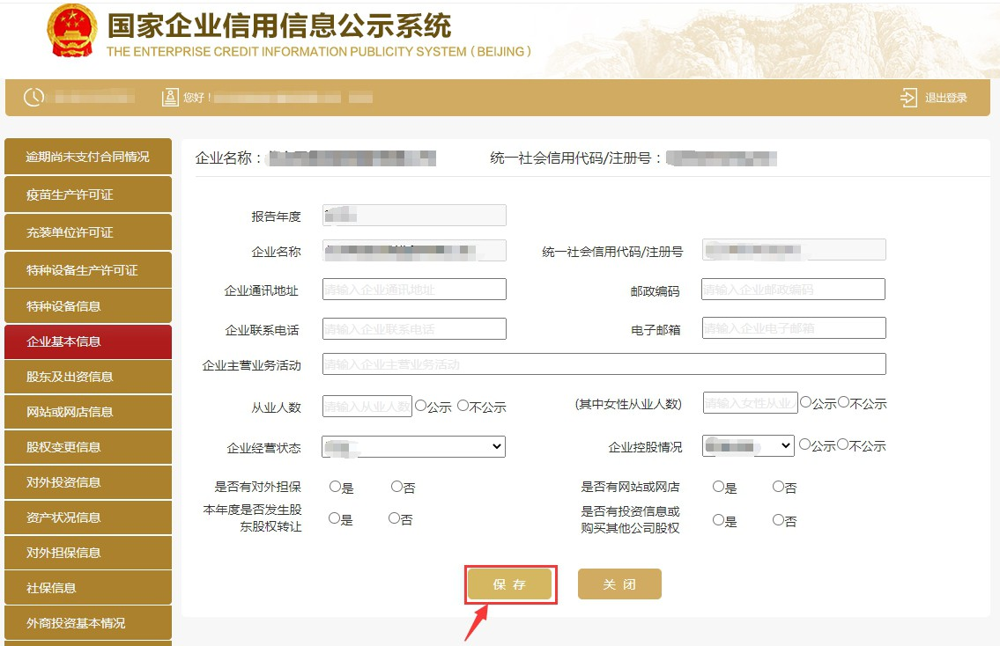 国家企业信用信息公示系统
THE ENTERPRISE CREDIT INFORMATION PUBLICITY SYSTEM ( BEIJING )
您好！
退出登录
逾期尚未支付合同情况
疫苗生产许可证
充装单位许可证
特种设备生产许可证
特种设备信息
企业基本信息
股东及出资信息
网站或网店信息
股权变更信息
对外投资信息
资产状况信息
对外担保信息
社保信息
外商投资基本情况
企业名称： 统一社会信用代码/注册号：
报告年度
企业名称 统一社会信用代码/注册号
企业通讯地址 请输入企业通讯地址 邮政编码 请输入企业邮政编码
企业联系电话 请输入企业联系电话 电子邮箱 请输入企业电子邮箱
企业主营业务活动 请输入企业主营业务活动
从业人数 请输入从业人数 公示 不公示 (其中女性从业人数) 请输入女性从业 公示 不公示
企业经营状态 企业控股情况 公示 不公示
是否有对外担保 是 否 是否有网站或网店 是 否
本年度是否发生股
东股权转让 是 否 是否有投资信息或
购买其他公司股权 是 否
保 存 关 闭